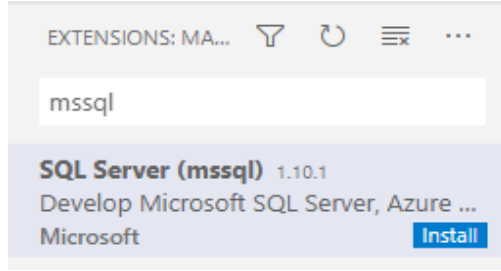 EXTENSIONS: MA...
mssql
SQL Server (mssql) 1.10.1
Develop Microsoft SQL Server, Azure ...
Microsoft Install